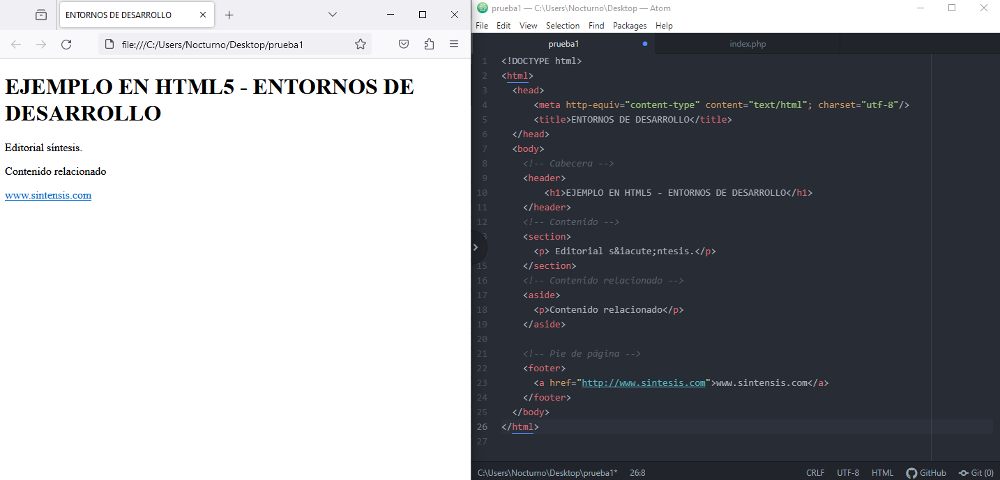 ENTORNOS DE DESARROLLO
file:///C:/Users/Nocturno/Desktop/prueba1
EJEMPLO EN HTML5 - ENTORNOS DE
DESARROLLO
Editorial síntesis.
Contenido relacionado
www.sintensis.com
prueba1 — C:\Users\Nocturno\Desktop — Atom
File Edit View Selection Find Packages Help
prueba1 index.php
1 <!DOCTYPE html>
2 <html>
3 <head>
4 <meta http-equiv="content-type" content="text/html"; charset="utf-8"/>
5 <title>ENTORNOS DE DESARROLLO</title>
6 </head>
7 <body>
8 <!-- Cabecera -->
9 <header>
10 <h1>EJEMPLO EN HTML5 - ENTORNOS DE DESARROLLO</h1>
11 </header>
12 <!-- Contenido -->
3 <section>
<p> Editorial s&iacute;ntesis.</p>
15 </section>
16 <!-- Contenido relacionado -->
17 <aside>
18 <p>Contenido relacionado</p>
19 </aside>
20
21 <!-- Pie de página -->
22 <footer>
23 <a href="http://www.sintesis.com">www.sintensis.com</a>
24 </footer>
25 </body>
26 </html>
27
C:\Users\Nocturno\Desktop\prueba1* 26:8 CRLF UTF-8 HTML GitHub Git (0)